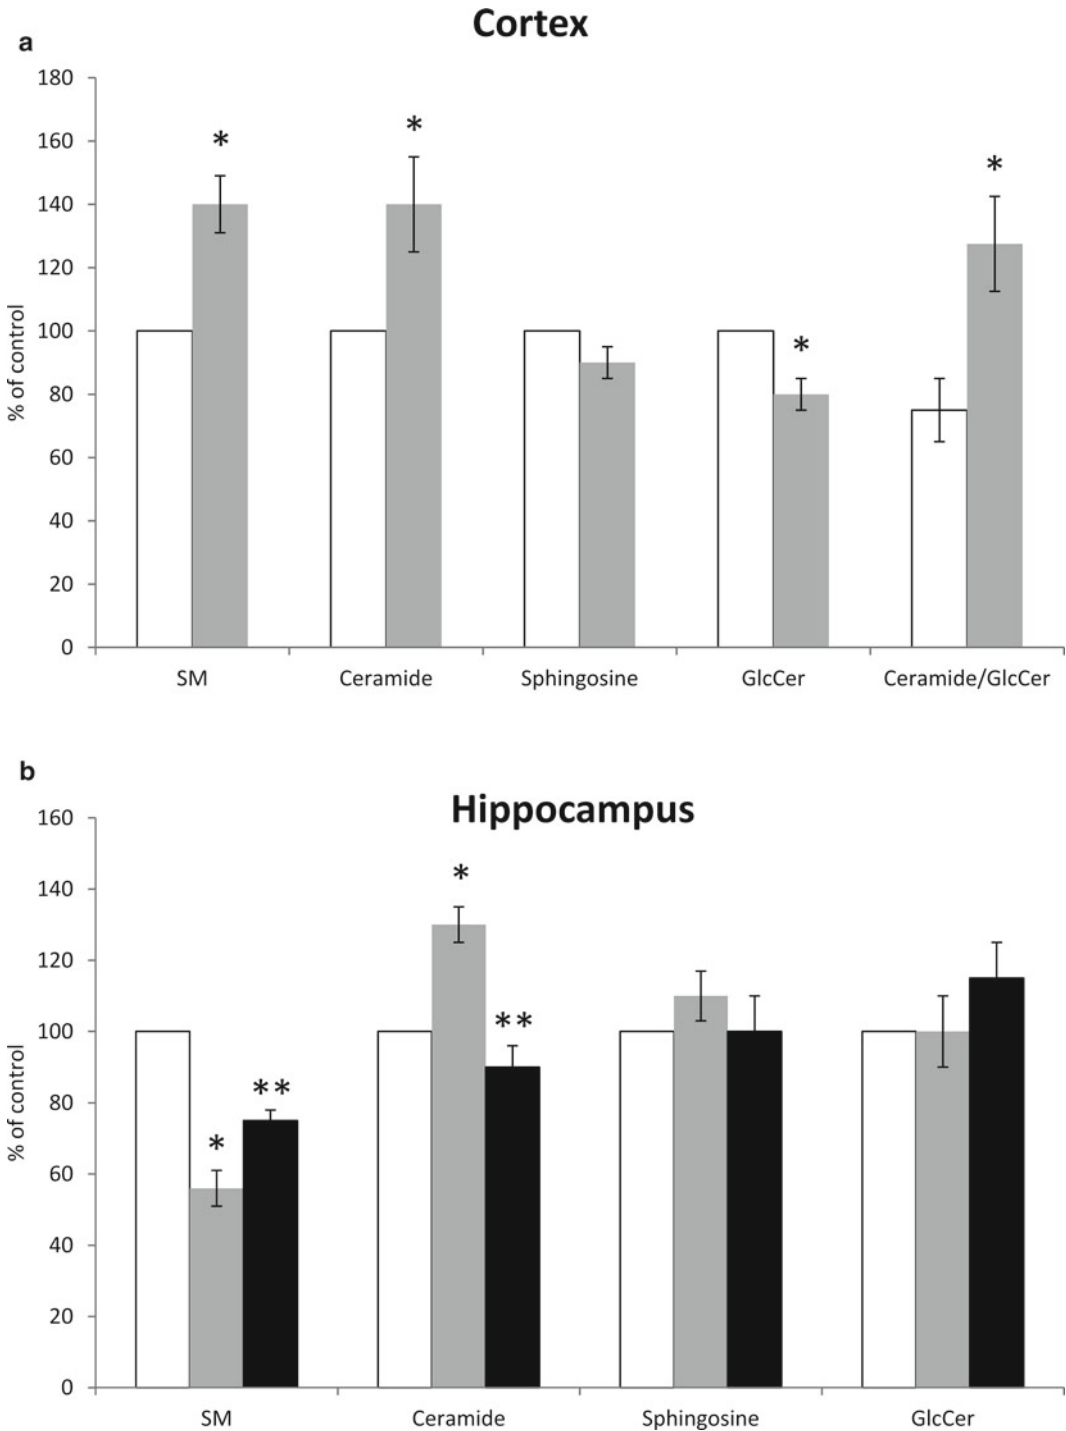 Cortex
a
180
160
140
120
100
80
60
40
20
0
% of control
*
*
*
*
SM
Ceramide
Sphingosine
GlcCer
Ceramide/GlcCer
b
Hippocampus
160
140
120
100
80
60
40
20
0
% of control
*
**
*
**
SM
Ceramide
Sphingosine
GlcCer